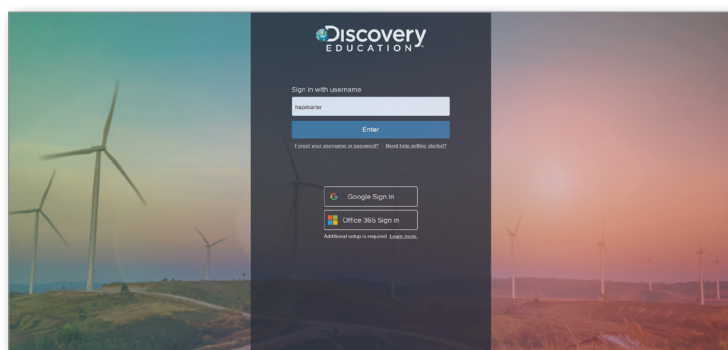 Discovery
EDUCATION™
Sign in with username
hazelcarter
Enter
Forgot your username or password? | Need help getting started?
Google Sign in
Office 365 Sign in
Additional setup is required. Learn more.